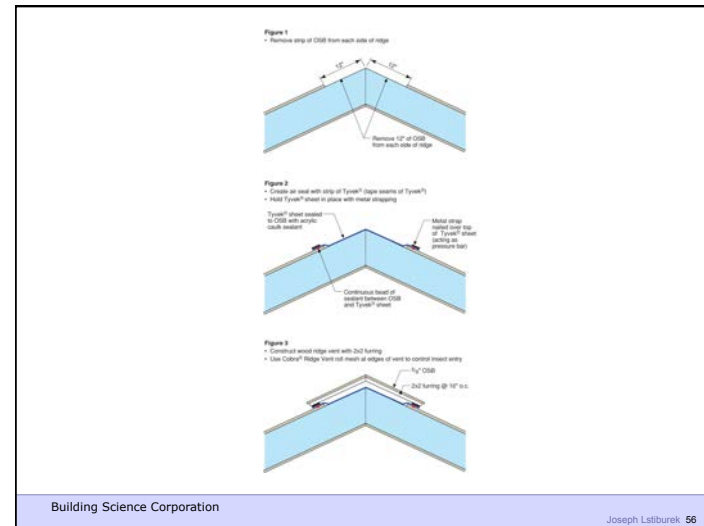 Figure 1
• Remove strip of OSB from each side of ridge
12"
12"
Remove 12" of OSB
from each side of ridge
Figure 2
• Create air seal with strip of Tyvek® (tape seams of Tyvek®)
• Hold Tyvek® sheet in place with metal strapping
Tyvek® sheet sealed
to OSB with acrylic
caulk sealant
Metal strap
nailed over top
of Tyvek® sheet
(acting as
pressure bar)
Continuous bead of
sealant between OSB
and Tyvek® sheet
Figure 3
• Construct wood ridge vent with 2x2 furring
• Use Cobra® Ridge Vent roll mesh at edges of vent to control insect entry
OSB
2x2 furring @ 16" o.c.
Building Science Corporation
Joseph Lstiburek 56